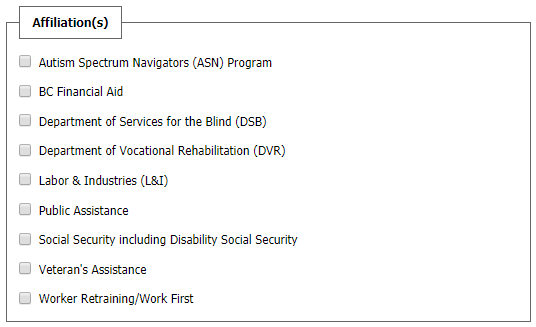 Affiliation(s)
Autism Spectrum Navigators (ASN) Program
BC Financial Aid
Department of Services for the Blind (DSB)
Department of Vocational Rehabilitation (DVR)
Labor & Industries (L&I)
Public Assistance
Social Security including Disability Social Security
Veteran's Assistance
Worker Retraining/Work First